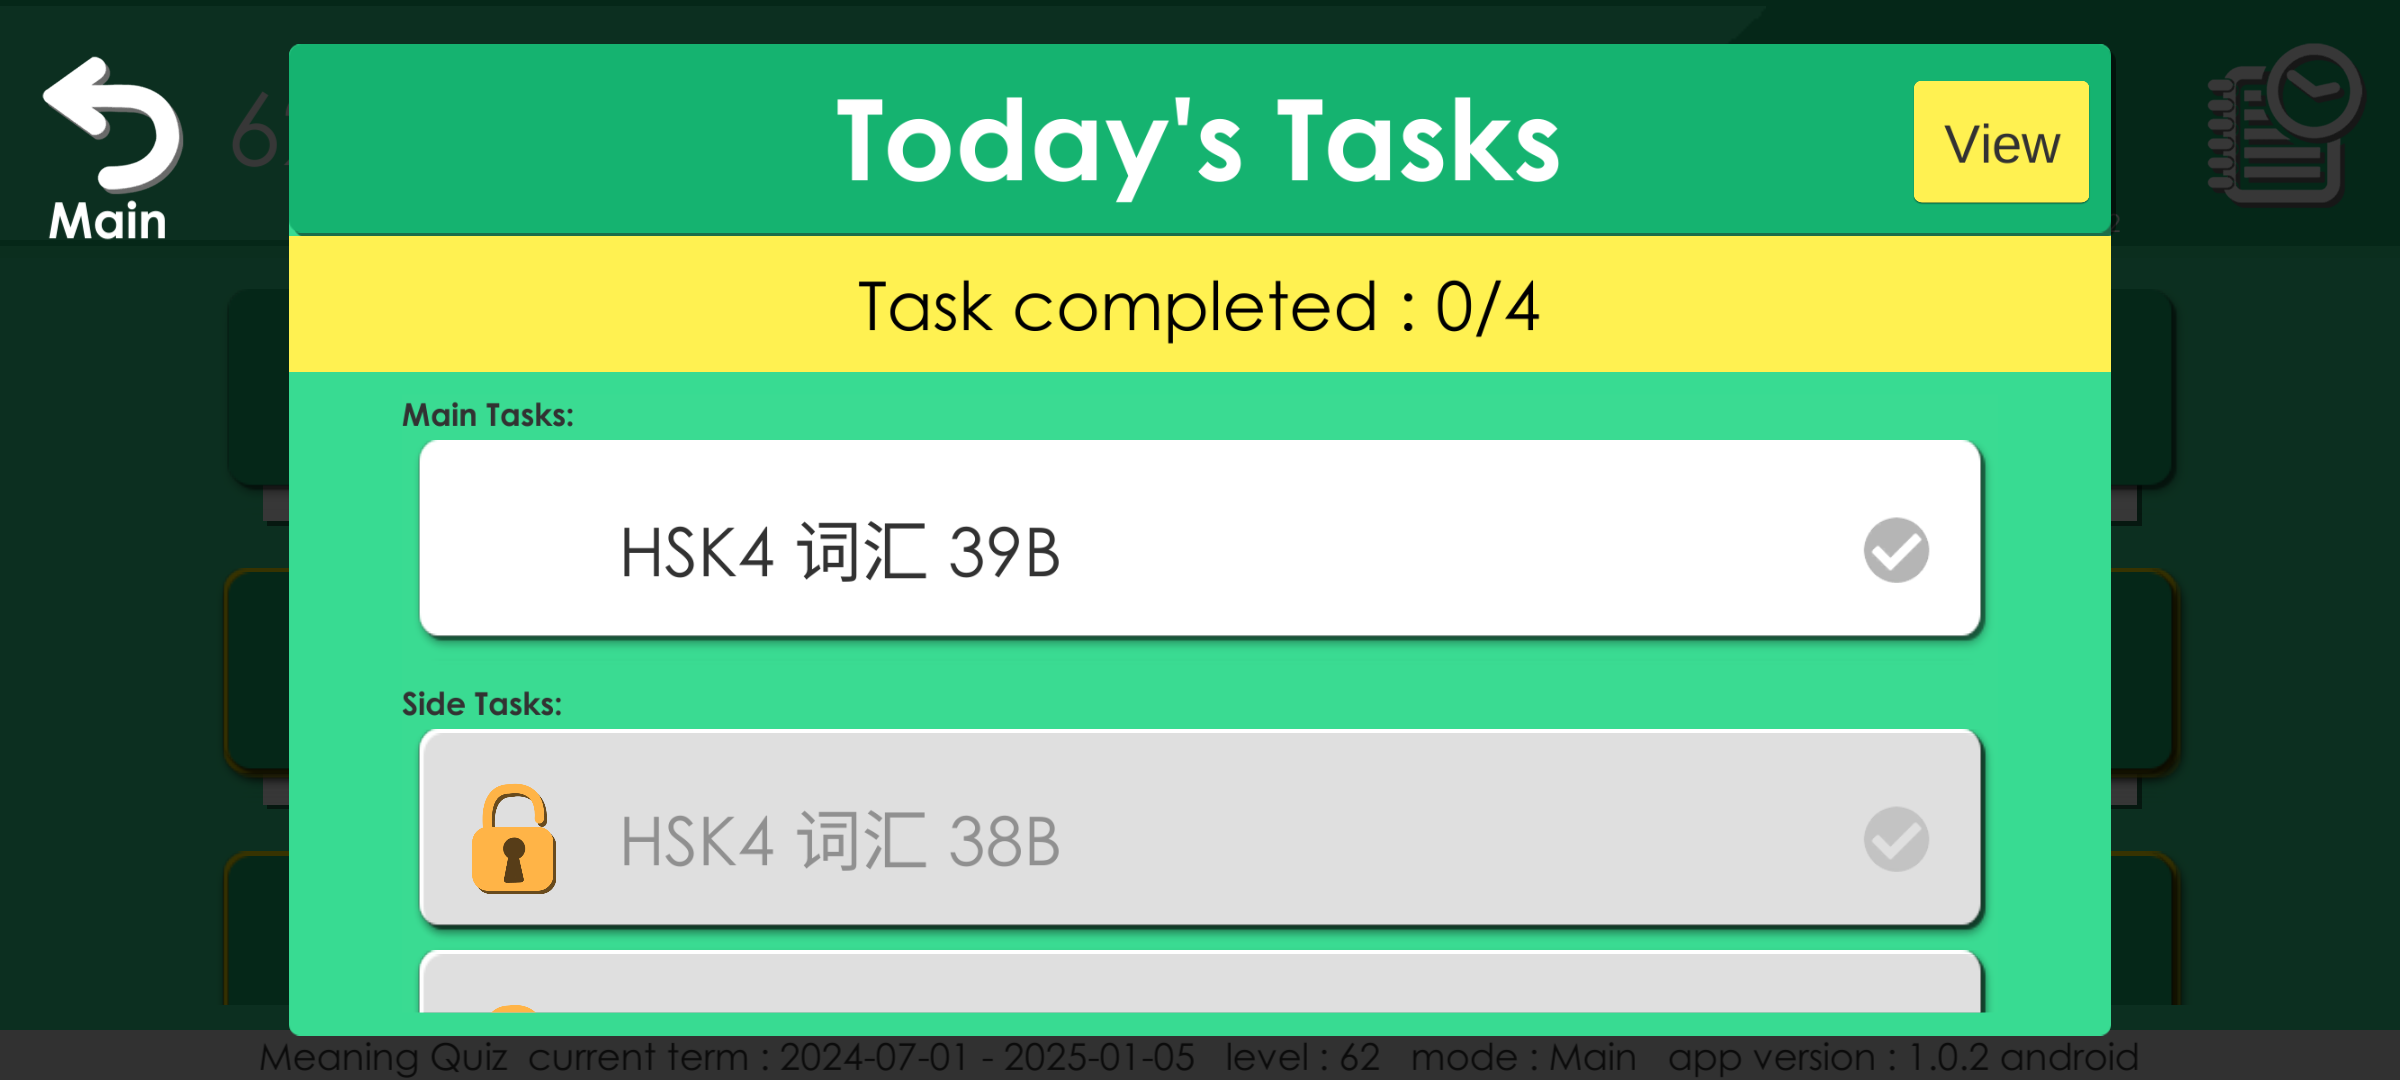 Today's Tasks
View
Main
Task completed : 0/4
Main Tasks:
HSK4 词汇 39B
Side Tasks:
HSK4 词汇 38B
Meaning Quiz current term : 2024-07-01 - 2025-01-05 level : 62 mode : Main app version : 1.0.2 android